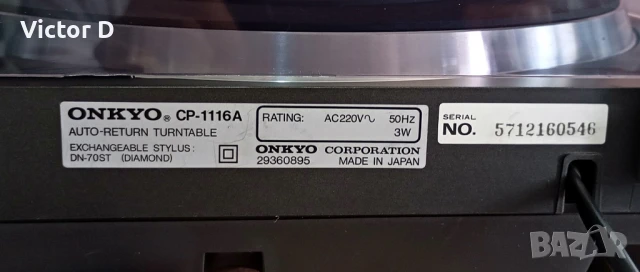 Victor D
ONKYO® CP-1116A
AUTO-RETURN TURNTABLE
EXCHANGEABLE STYLUS:
DN-70ST (DIAMOND)
RATING: AC220V∿ 50Hz
3W
ONKYO CORPORATION
29360895 MADE IN JAPAN
SERIAL
NO. 5712160546
BAZAR